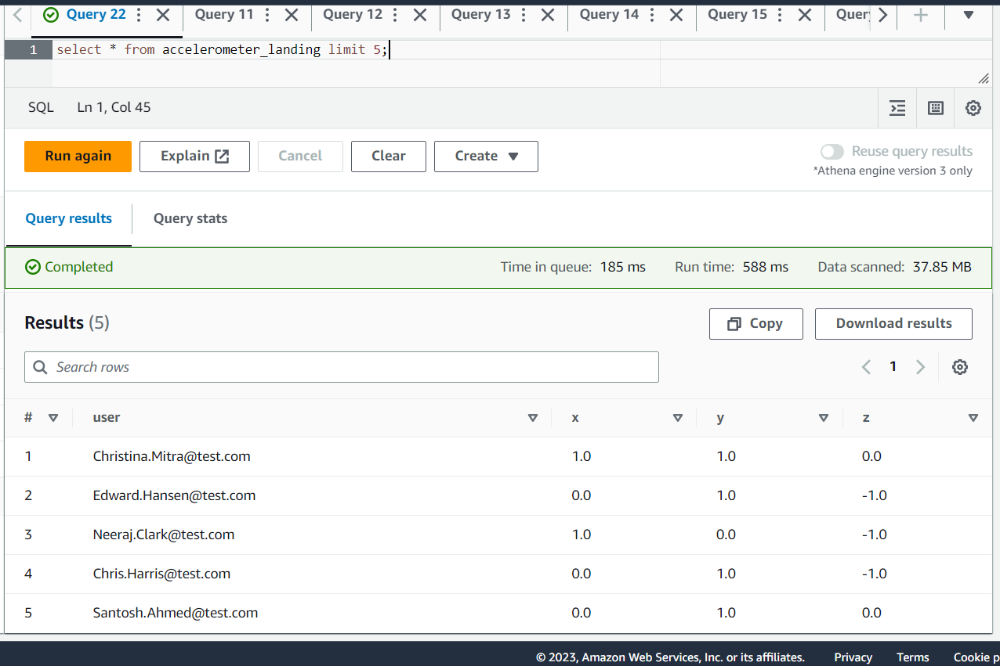 Query 22 Query 11 Query 12 Query 13 Query 14 Query 15
1 select * from accelerometer_landing limit 5;
SQL Ln 1, Col 45
Run again Explain Cancel Clear Create Reuse query results
*Athena engine version 3 only
Query results Query stats
Completed Time in queue: 185 ms Run time: 588 ms Data scanned: 37.85 MB
Results (5) Copy Download results
Search rows 1
# user x y z
1 Christina.Mitra@test.com 1.0 1.0 0.0
2 Edward.Hansen@test.com 0.0 1.0 -1.0
3 Neeraj.Clark@test.com 1.0 0.0 -1.0
4 Chris.Harris@test.com 0.0 1.0 -1.0
5 Santosh.Ahmed@test.com 0.0 1.0 0.0
© 2023, Amazon Web Services, Inc. or its affiliates. Privacy Terms Cookie